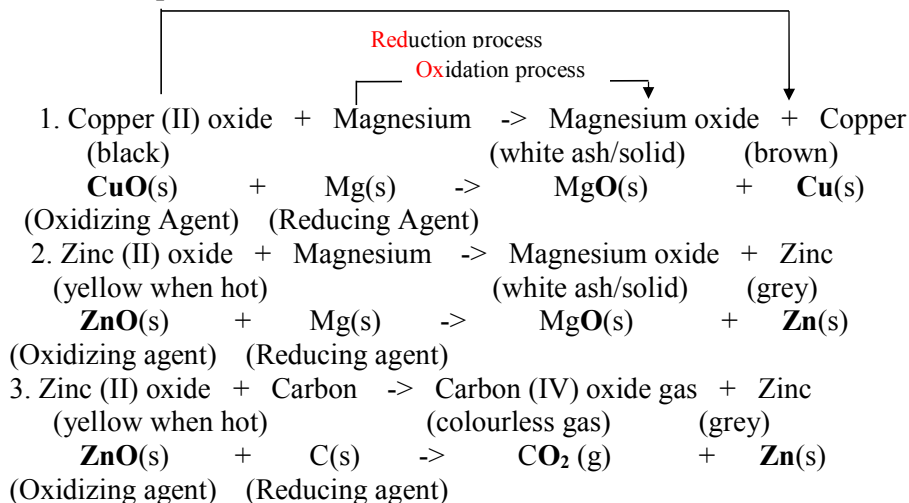 Reduction process
Oxidation process
1. Copper (II) oxide + Magnesium -> Magnesium oxide + Copper
(black) (white ash/solid) (brown)
CuO(s) + Mg(s) -> MgO(s) + Cu(s)
(Oxidizing Agent) (Reducing Agent)
2. Zinc (II) oxide + Magnesium -> Magnesium oxide + Zinc
(yellow when hot) (white ash/solid) (grey)
ZnO(s) + Mg(s) -> MgO(s) + Zn(s)
(Oxidizing agent) (Reducing agent)
3. Zinc (II) oxide + Carbon -> Carbon (IV) oxide gas + Zinc
(yellow when hot) (colourless gas) (grey)
ZnO(s) + C(s) -> CO₂ (g) + Zn(s)
(Oxidizing agent) (Reducing agent)